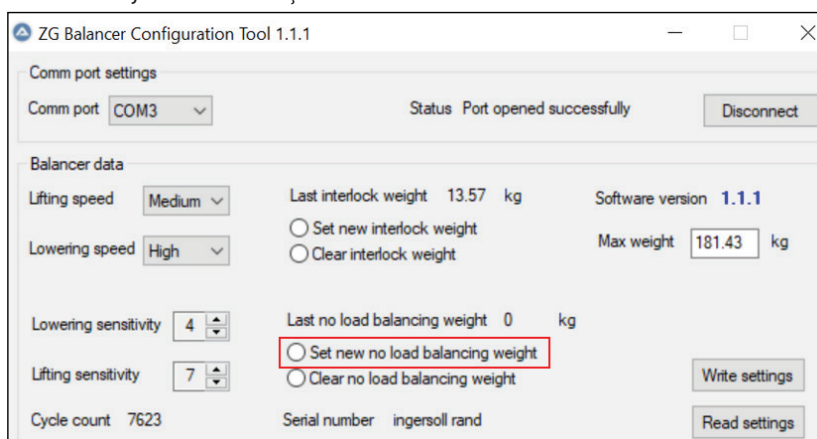 ZG Balancer Configuration Tool 1.1.1
Comm port settings
Comm port COM3 Status Port opened successfully Disconnect
Balancer data
Lifting speed Medium Last interlock weight 13.57 kg Software version 1.1.1
Set new interlock weight
Lowering speed High Clear interlock weight Max weight 181.43 kg
Lowering sensitivity 4 Last no load balancing weight 0 kg
Set new no load balancing weight
Lifting sensitivity 7 Clear no load balancing weight Write settings
Cycle count 7623 Serial number ingersoll rand Read settings